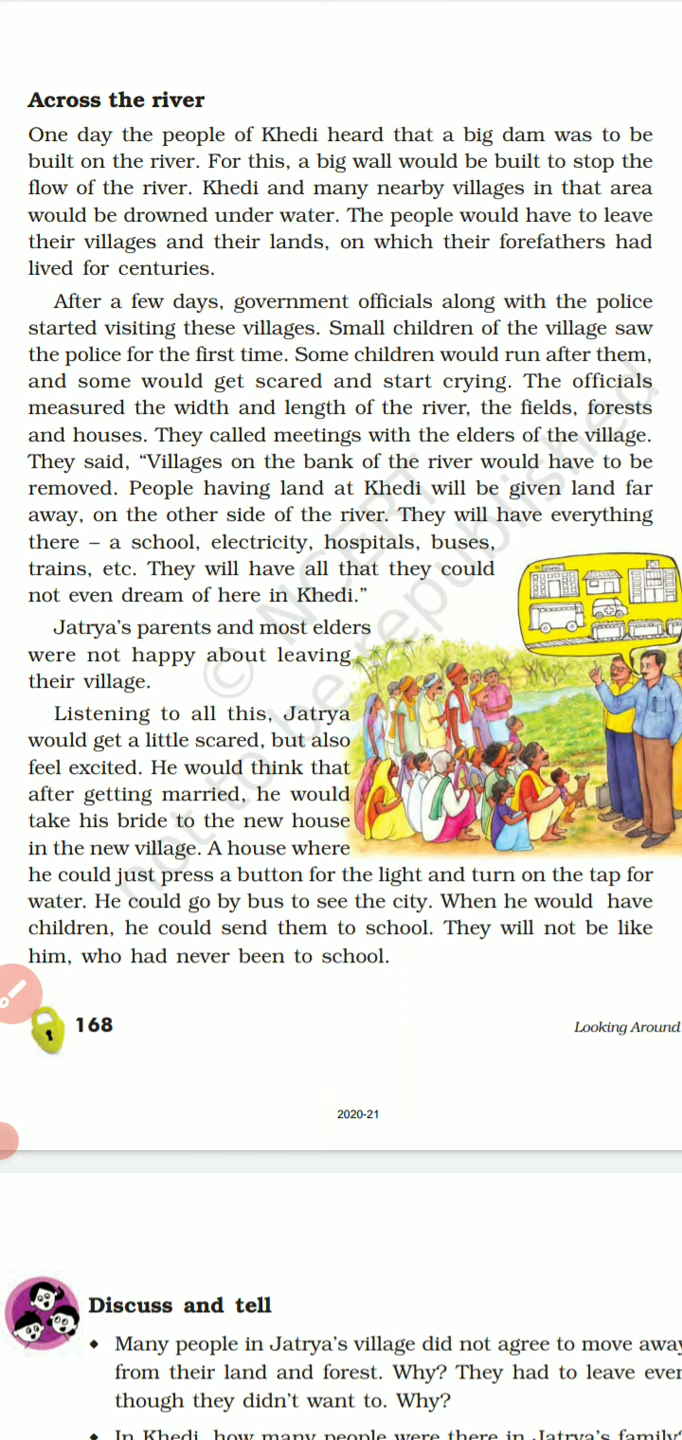 Across the river
One day the people of Khedi heard that a big dam was to be
built on the river. For this, a big wall would be built to stop the
flow of the river. Khedi and many nearby villages in that area
would be drowned under water. The people would have to leave
their villages and their lands, on which their forefathers had
lived for centuries.
After a few days, government officials along with the police
started visiting these villages. Small children of the village saw
the police for the first time. Some children would run after them,
and some would get scared and start crying. The officials
measured the width and length of the river, the fields, forests
and houses. They called meetings with the elders of the village.
They said, “Villages on the bank of the river would have to be
removed. People having land at Khedi will be given land far
away, on the other side of the river. They will have everything
there – a school, electricity, hospitals, buses,
trains, etc. They will have all that they could
not even dream of here in Khedi.”
Jatrya’s parents and most elders
were not happy about leaving
their village.
Listening to all this, Jatrya
would get a little scared, but also
feel excited. He would think that
after getting married, he would
take his bride to the new house
in the new village. A house where
he could just press a button for the light and turn on the tap for
water. He could go by bus to see the city. When he would have
children, he could send them to school. They will not be like
him, who had never been to school.
© NCERT
not to be republished
168
Looking Around
2020-21
Discuss and tell
• Many people in Jatrya’s village did not agree to move away
from their land and forest. Why? They had to leave even
though they didn’t want to. Why?
• In Khedi, how many people were there in Jatrya’s family